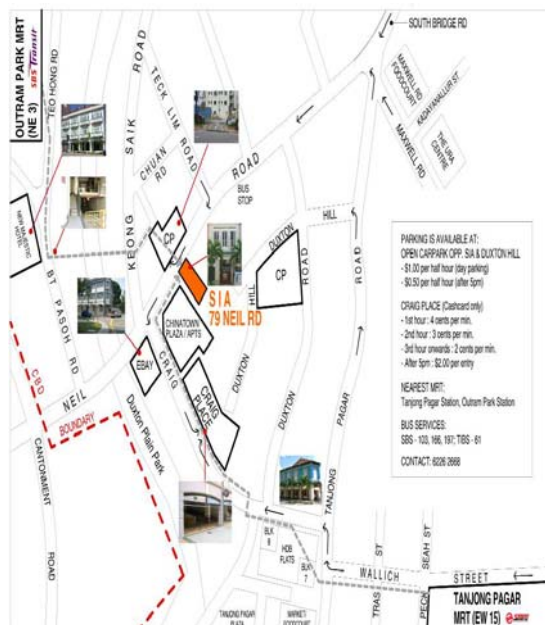 OUTRAM PARK MRT
(NE 3)
SBS Transit
TEO HONG RD
KEONG SAIK ROAD
TECK LIM ROAD
CHUAN RD
NEIL ROAD
SOUTH BRIDGE RD
MAXWELL RD FOODCOURT
KADAYANALLUR ST
THE URA CENTRE
MAXWELL RD
BUS STOP
NEW MAJESTIC HOTEL
BT PASOH RD
CP
SIA
79 NEIL RD
DUXTON HILL
CP
DUXTON ROAD
TANJONG PAGAR ROAD
CHINATOWN PLAZA / APTS
EBAY
CRAIG
CRAIG PLACE
DUXTON HILL
CBD BOUNDARY
CANTONMENT ROAD
Duxton Plain Park
PARKING IS AVAILABLE AT:
OPEN CARPARK OPP. SIA & DUXTON HILL
- $1.00 per half hour (day parking)
- $0.50 per half hour (after 5pm)
CRAIG PLACE (Cashcard only)
- 1st hour : 4 cents per min.
- 2nd hour : 3 cents per min.
- 3rd hour onwards : 2 cents per min.
- After 5pm : $2.00 per entry
NEAREST MRT:
Tanjong Pagar Station, Outram Park Station
BUS SERVICES:
SBS - 103, 166, 197; TIBS - 61
CONTACT: 6226 2668
BLK 8
HDB FLATS
BLK 7
TANJONG PAGAR PLAZA
MARKET/ FOODCOURT
TRAS ST
PECK SEAH ST
WALLICH STREET
TANJONG PAGAR
MRT (EW 15)